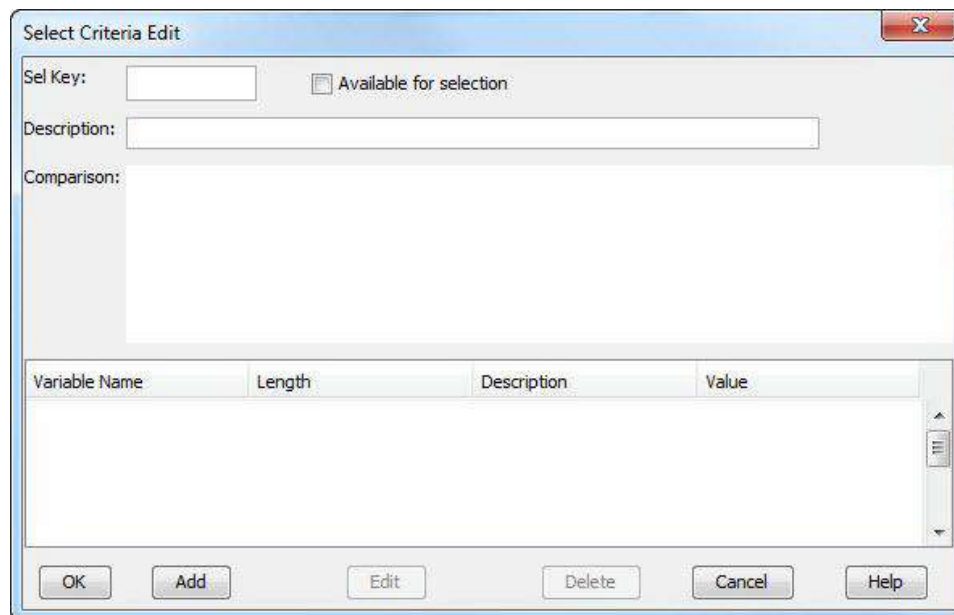 Select Criteria Edit
Sel Key:
Available for selection
Description:
Comparison:
Variable Name Length Description Value
OK Add Edit Delete Cancel Help